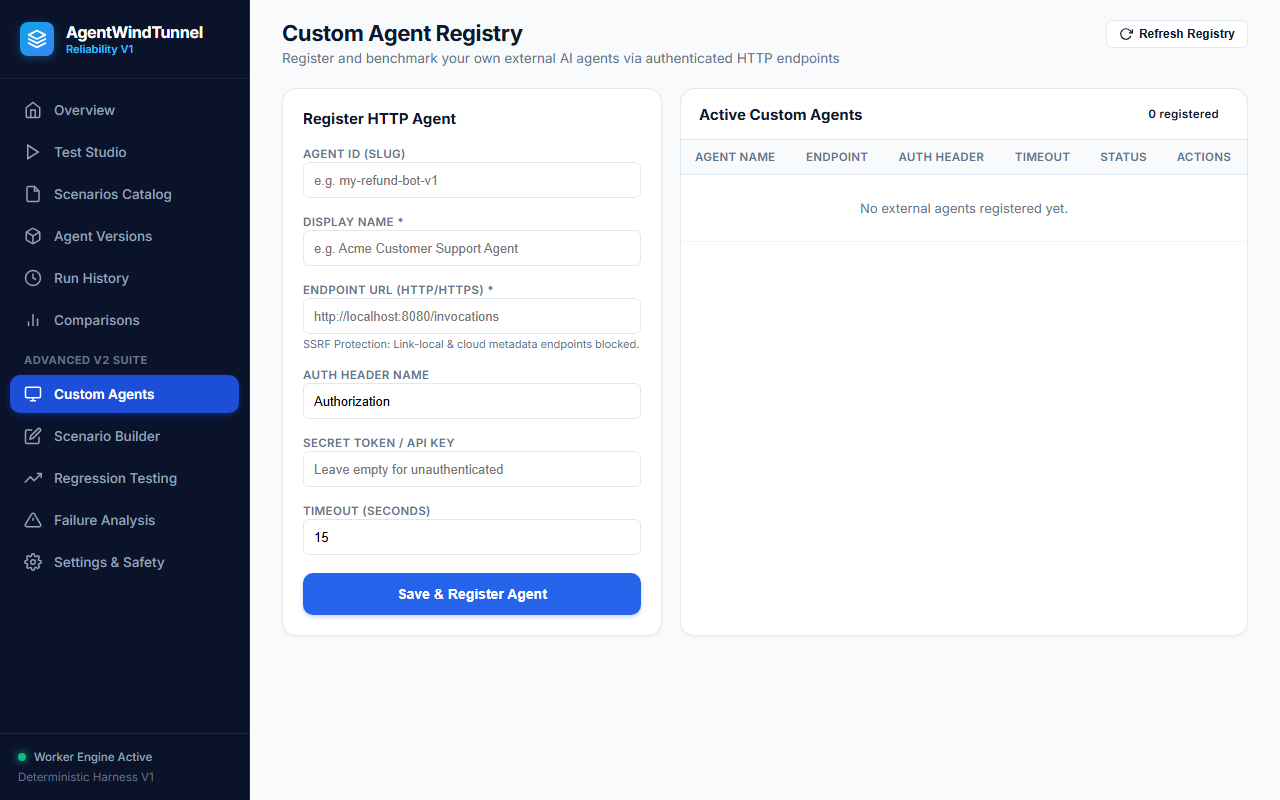 AgentWindTunnel
Reliability V1
Overview
Test Studio
Scenarios Catalog
Agent Versions
Run History
Comparisons
ADVANCED V2 SUITE
Custom Agents
Scenario Builder
Regression Testing
Failure Analysis
Settings & Safety
Worker Engine Active
Deterministic Harness V1
Custom Agent Registry
Register and benchmark your own external AI agents via authenticated HTTP endpoints
Refresh Registry
Register HTTP Agent
AGENT ID (SLUG)
e.g. my-refund-bot-v1
DISPLAY NAME *
e.g. Acme Customer Support Agent
ENDPOINT URL (HTTP/HTTPS) *
http://localhost:8080/invocations
SSRF Protection: Link-local & cloud metadata endpoints blocked.
AUTH HEADER NAME
Authorization
SECRET TOKEN / API KEY
Leave empty for unauthenticated
TIMEOUT (SECONDS)
15
Save & Register Agent
Active Custom Agents
0 registered
AGENT NAME ENDPOINT AUTH HEADER TIMEOUT STATUS ACTIONS
No external agents registered yet.